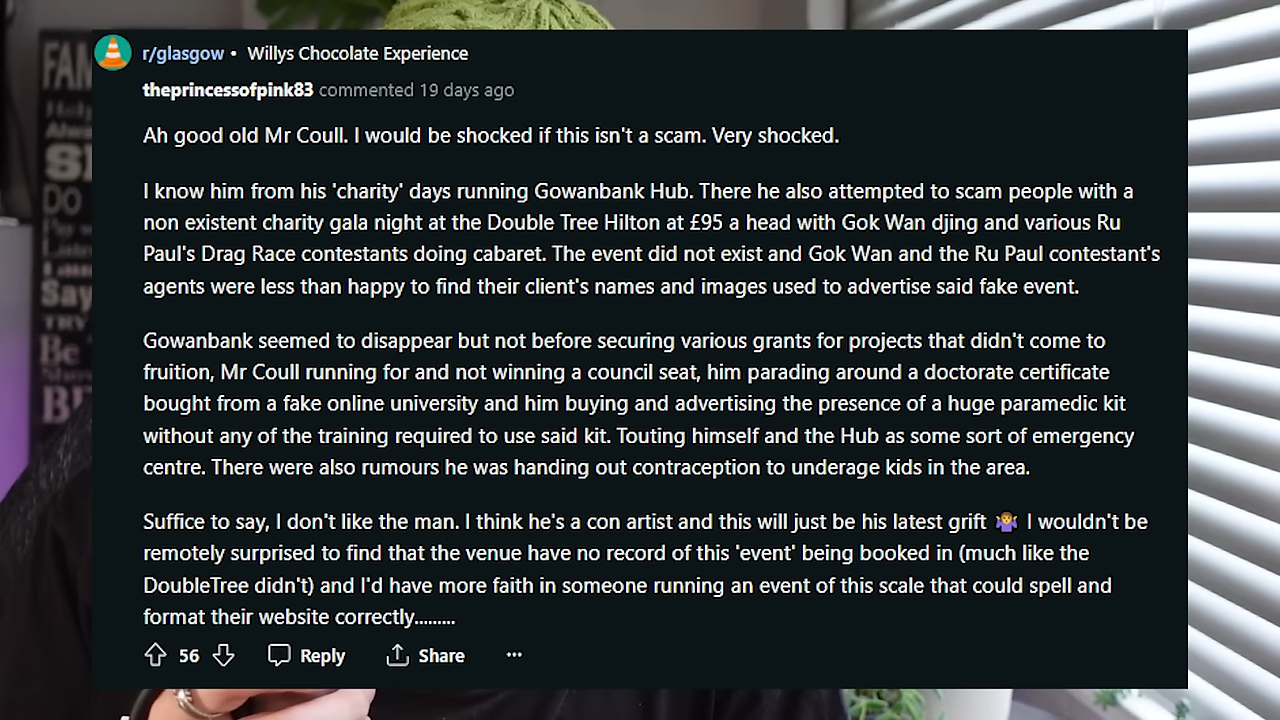 r/glasgow • Willys Chocolate Experience
theprincessofpink83 commented 19 days ago
Ah good old Mr Coull. I would be shocked if this isn't a scam. Very shocked.
I know him from his 'charity' days running Gowanbank Hub. There he also attempted to scam people with a
non existent charity gala night at the Double Tree Hilton at £95 a head with Gok Wan djing and various Ru
Paul's Drag Race contestants doing cabaret. The event did not exist and Gok Wan and the Ru Paul contestant's
agents were less than happy to find their client's names and images used to advertise said fake event.
Gowanbank seemed to disappear but not before securing various grants for projects that didn't come to
fruition, Mr Coull running for and not winning a council seat, him parading around a doctorate certificate
bought from a fake online university and him buying and advertising the presence of a huge paramedic kit
without any of the training required to use said kit. Touting himself and the Hub as some sort of emergency
centre. There were also rumours he was handing out contraception to underage kids in the area.
Suffice to say, I don't like the man. I think he's a con artist and this will just be his latest grift 🤷🏽‍♀️ I wouldn't be
remotely surprised to find that the venue have no record of this 'event' being booked in (much like the
DoubleTree didn't) and I'd have more faith in someone running an event of this scale that could spell and
format their website correctly.........
56 Reply Share ...
FAM
DO
Say
TRY
Be